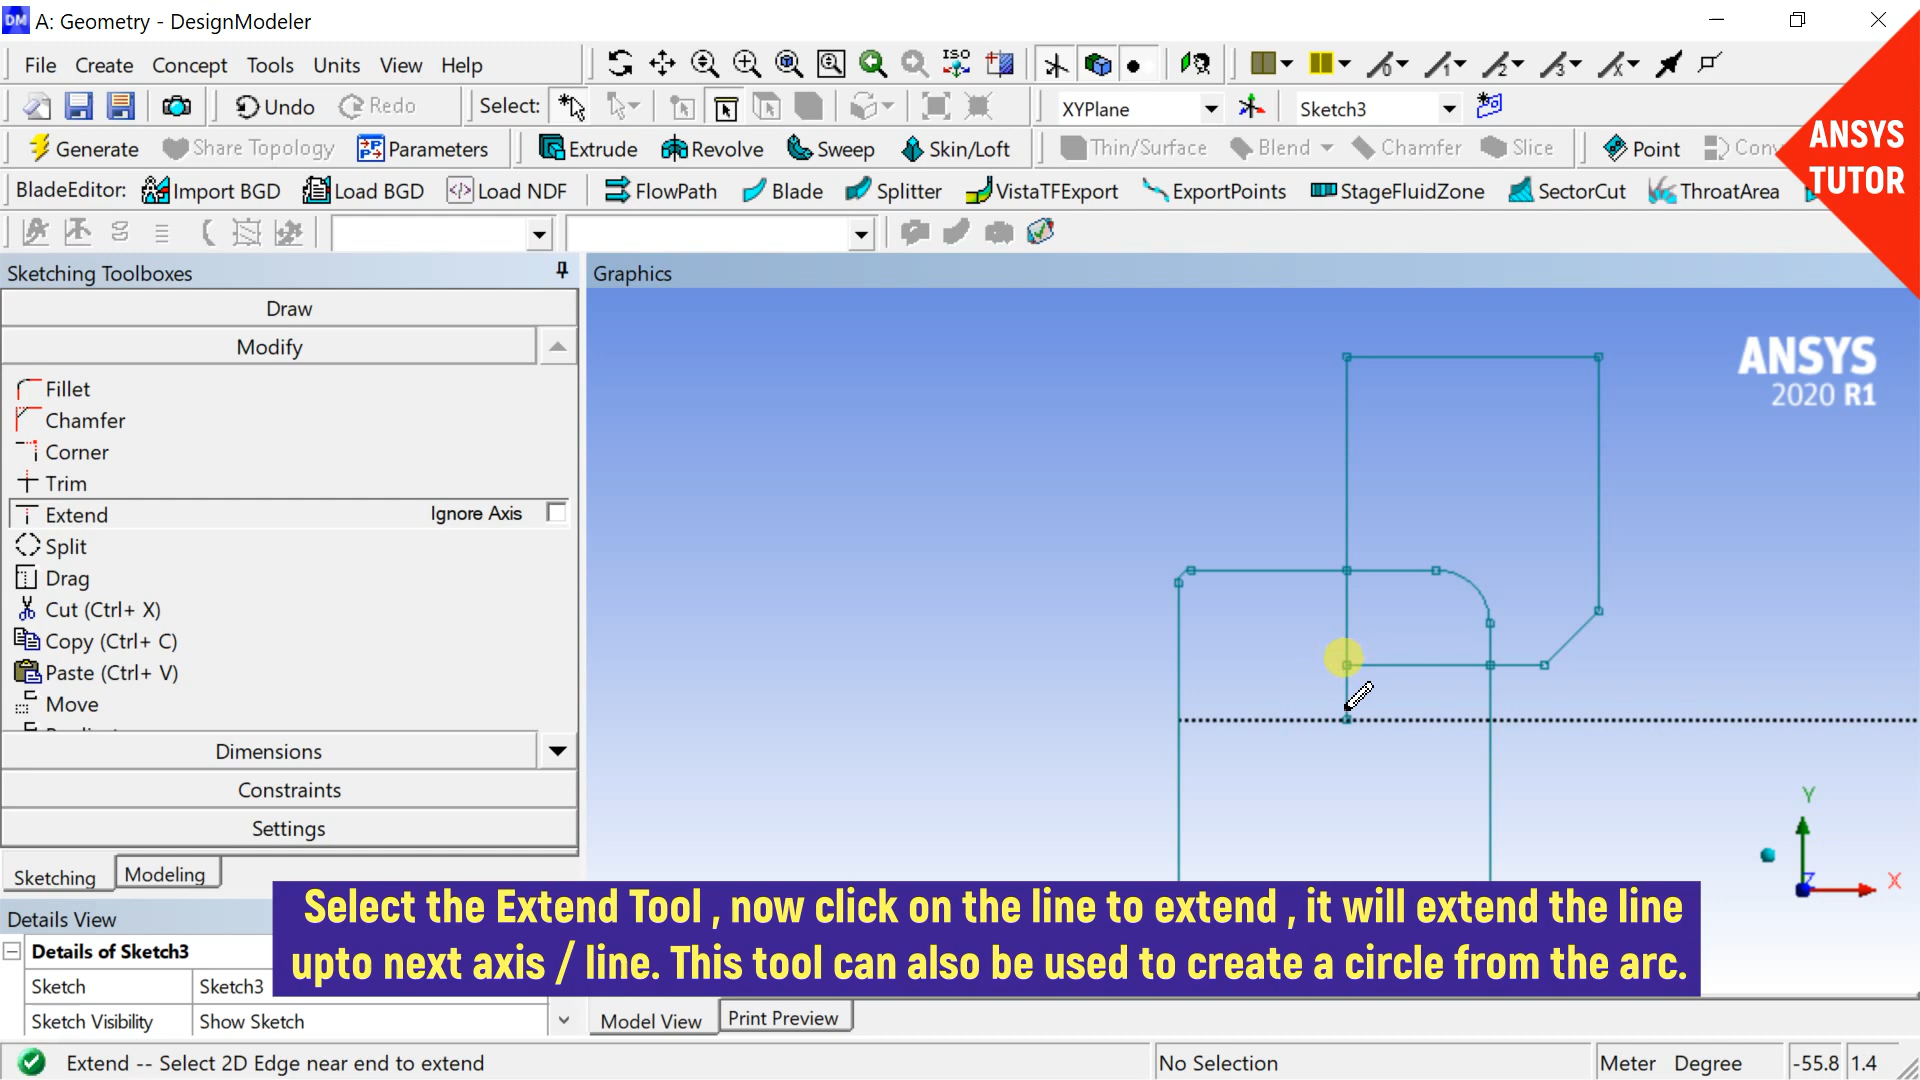 DM A: Geometry - DesignModeler
File Create Concept Tools Units View Help
ISO
Undo Redo Select: XYPlane Sketch3
Generate Share Topology Parameters Extrude Revolve Sweep Skin/Loft Thin/Surface Blend Chamfer Slice Point Conv
BladeEditor: Import BGD Load BGD Load NDF FlowPath Blade Splitter VistaTFExport ExportPoints StageFluidZone SectorCut ThroatArea
ANSYS
TUTOR
Sketching Toolboxes
Graphics
Draw
Modify
Fillet
Chamfer
Corner
Trim
Extend Ignore Axis
Split
Drag
Cut (Ctrl+ X)
Copy (Ctrl+ C)
Paste (Ctrl+ V)
Move
Dimensions
Constraints
Settings
Sketching Modeling
ANSYS
2020 R1
Y
Z
X
Details View
Details of Sketch3
Sketch Sketch3
Sketch Visibility Show Sketch
Select the Extend Tool , now click on the line to extend , it will extend the line
upto next axis / line. This tool can also be used to create a circle from the arc.
Model View Print Preview
Extend -- Select 2D Edge near end to extend
No Selection
Meter Degree
-55.8 1.4